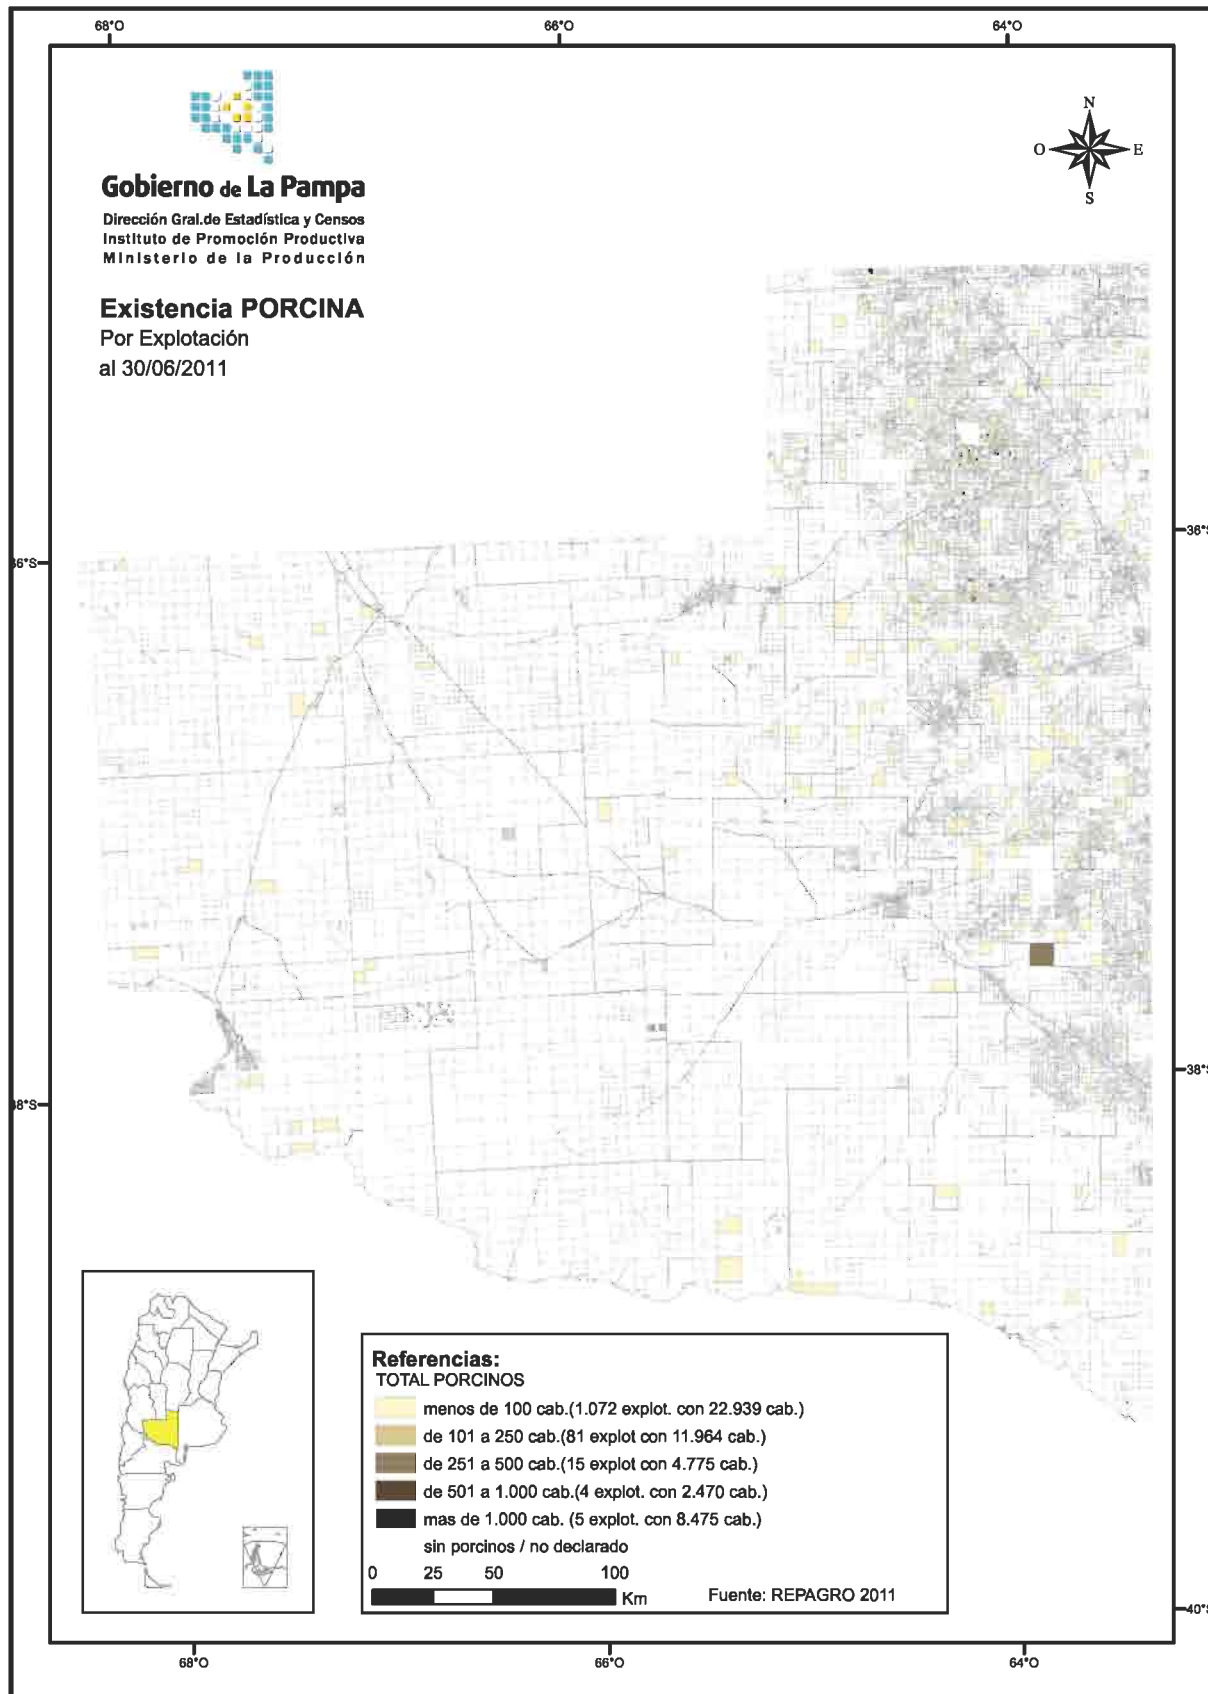 68°O 66°O 64°O
N
O E
S
Gobierno de La Pampa
Dirección Gral.de Estadística y Censos
Instituto de Promoción Productiva
Ministerio de la Producción
Existencia PORCINA
Por Explotación
al 30/06/2011
36°S 36°S
38°S 38°S
Referencias:
TOTAL PORCINOS
menos de 100 cab.(1.072 explot. con 22.939 cab.)
de 101 a 250 cab.(81 explot con 11.964 cab.)
de 251 a 500 cab.(15 explot con 4.775 cab.)
de 501 a 1.000 cab.(4 explot. con 2.470 cab.)
mas de 1.000 cab. (5 explot. con 8.475 cab.)
sin porcinos / no declarado
0 25 50 100
Km
Fuente: REPAGRO 2011
40°S
68°O 66°O 64°O